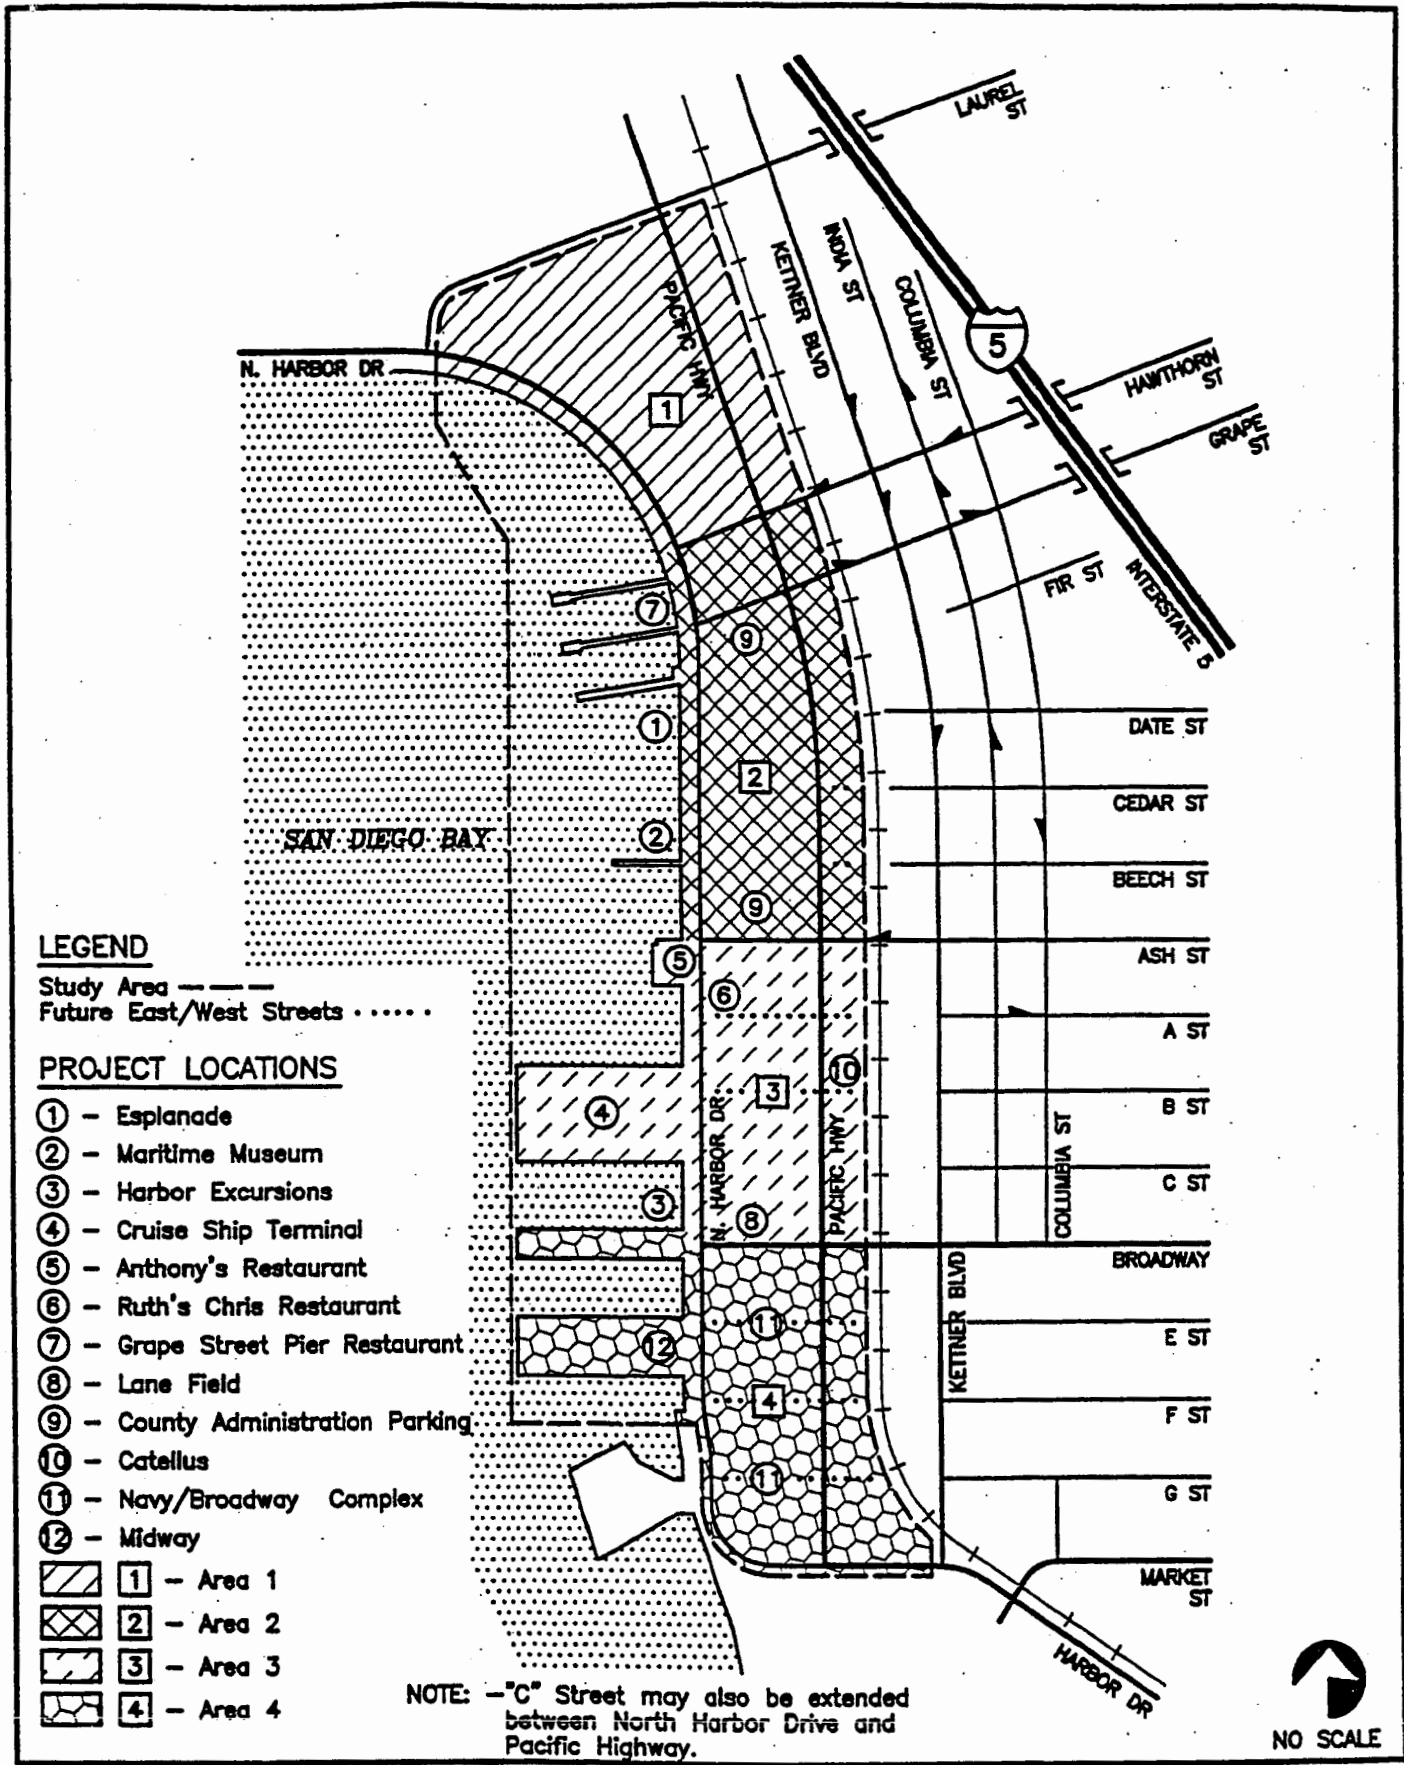 LAUREL
ST
KETTNER BLVD
INDIA ST
COLUMBIA ST
PACIFIC HWY
5
N. HARBOR DR
HAWTHORN
ST
GRAPE
ST
1
FIR ST
INTERSTATE 5
7
9
1
DATE ST
2
CEDAR ST
SAN DIEGO BAY
2
BEECH ST
9
ASH ST
5
6
A ST
10
3
B ST
4
N. HARBOR DR
PACIFIC HWY
COLUMBIA ST
C ST
3
8
BROADWAY
KETTNER BLVD
11
E ST
12
4
F ST
11
G ST
MARKET
ST
HARBOR DR
LEGEND
Study Area — — —
Future East/West Streets ......
PROJECT LOCATIONS
1 – Esplanade
2 – Maritime Museum
3 – Harbor Excursions
4 – Cruise Ship Terminal
5 – Anthony's Restaurant
6 – Ruth's Chris Restaurant
7 – Grape Street Pier Restaurant
8 – Lane Field
9 – County Administration Parking
10 – Catellus
11 – Navy/Broadway Complex
12 – Midway
1 – Area 1
2 – Area 2
3 – Area 3
4 – Area 4
NOTE: –"C" Street may also be extended
between North Harbor Drive and
Pacific Highway.
NO SCALE